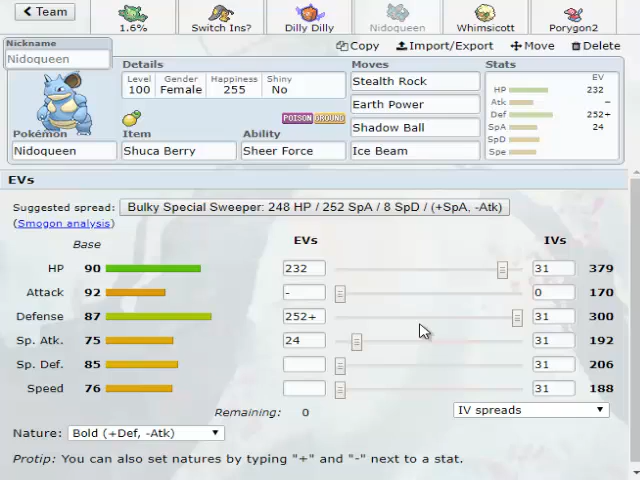 < Team
1.6%
Switch Ins?
Dilly Dilly
Nidoqueen
Whimsicott
Porygon2
Nickname
Nidoqueen
Copy Import/Export Move Delete
Details
Level Gender Happiness Shiny
100 Female 255 No
POISON GROUND
Pokémon
Nidoqueen
Item
Shuca Berry
Ability
Sheer Force
Moves
Stealth Rock
Earth Power
Shadow Ball
Ice Beam
Stats
EV
HP 232
Atk –
Def 252+
SpA 24
SpD
Spe
EVs
Suggested spread: Bulky Special Sweeper: 248 HP / 252 SpA / 8 SpD / (+SpA, -Atk)
(Smogon analysis)
Base EVs IVs
HP 90 232 31 379
Attack 92 - 0 170
Defense 87 252+ 31 300
Sp. Atk. 75 24 31 192
Sp. Def. 85 31 206
Speed 76 31 188
Remaining: 0 IV spreads
Nature: Bold (+Def, -Atk)
Protip: You can also set natures by typing "+" and "-" next to a stat.